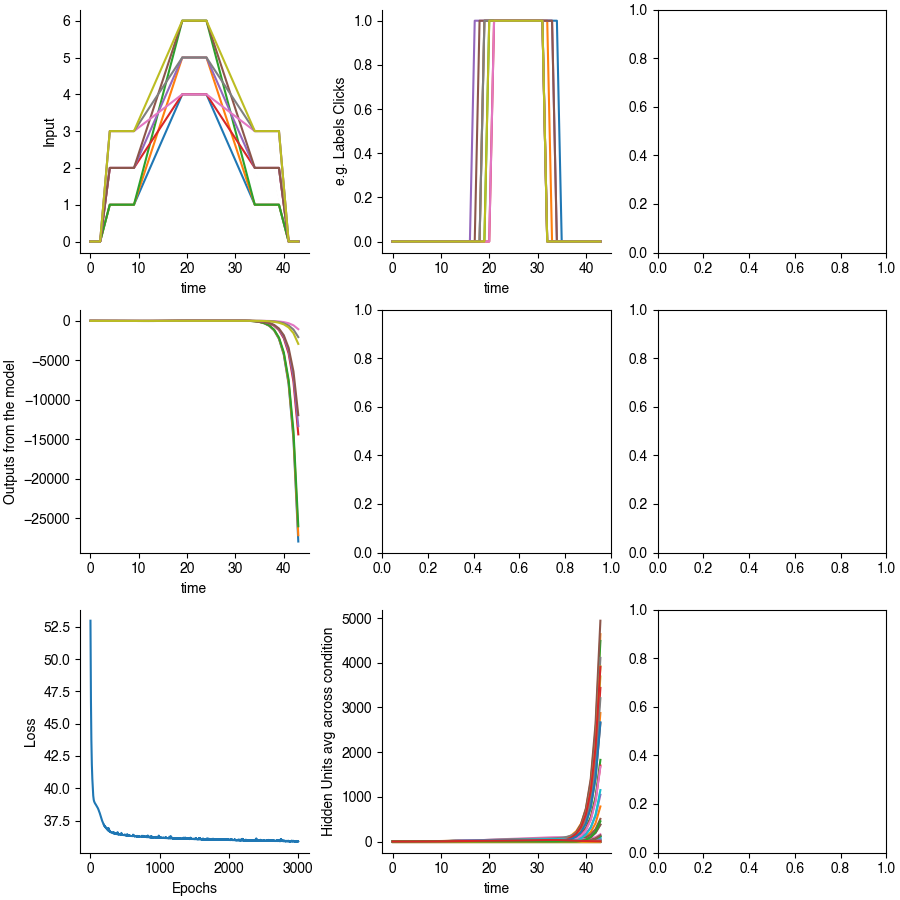 6
5
4
3
2
1
0
Input
0 10 20 30 40
time
1.0
0.8
0.6
0.4
0.2
0.0
e.g. Labels Clicks
0 10 20 30 40
time
1.0
0.8
0.6
0.4
0.2
0.0
0.0 0.2 0.4 0.6 0.8 1.0
0
−5000
−10000
−15000
−20000
−25000
Outputs from the model
0 10 20 30 40
time
1.0
0.8
0.6
0.4
0.2
0.0
0.0 0.2 0.4 0.6 0.8 1.0
1.0
0.8
0.6
0.4
0.2
0.0
0.0 0.2 0.4 0.6 0.8 1.0
52.5
50.0
47.5
45.0
42.5
40.0
37.5
Loss
0 1000 2000 3000
Epochs
5000
4000
3000
2000
1000
0
Hidden Units avg across condition
0 10 20 30 40
time
1.0
0.8
0.6
0.4
0.2
0.0
0.0 0.2 0.4 0.6 0.8 1.0